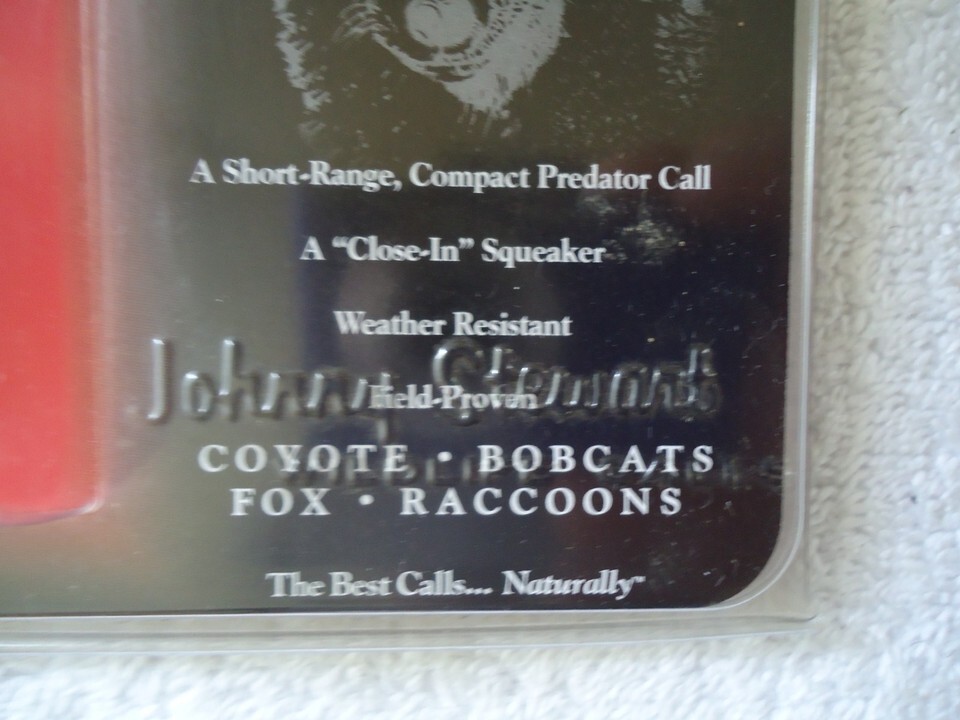 A Short-Range, Compact Predator Call
A “Close-In” Squeaker
Weather Resistant
Johnny Stewart
Field-Proven
COYOTE · BOBCATS
FOX · RACCOONS
The Best Calls... Naturally™